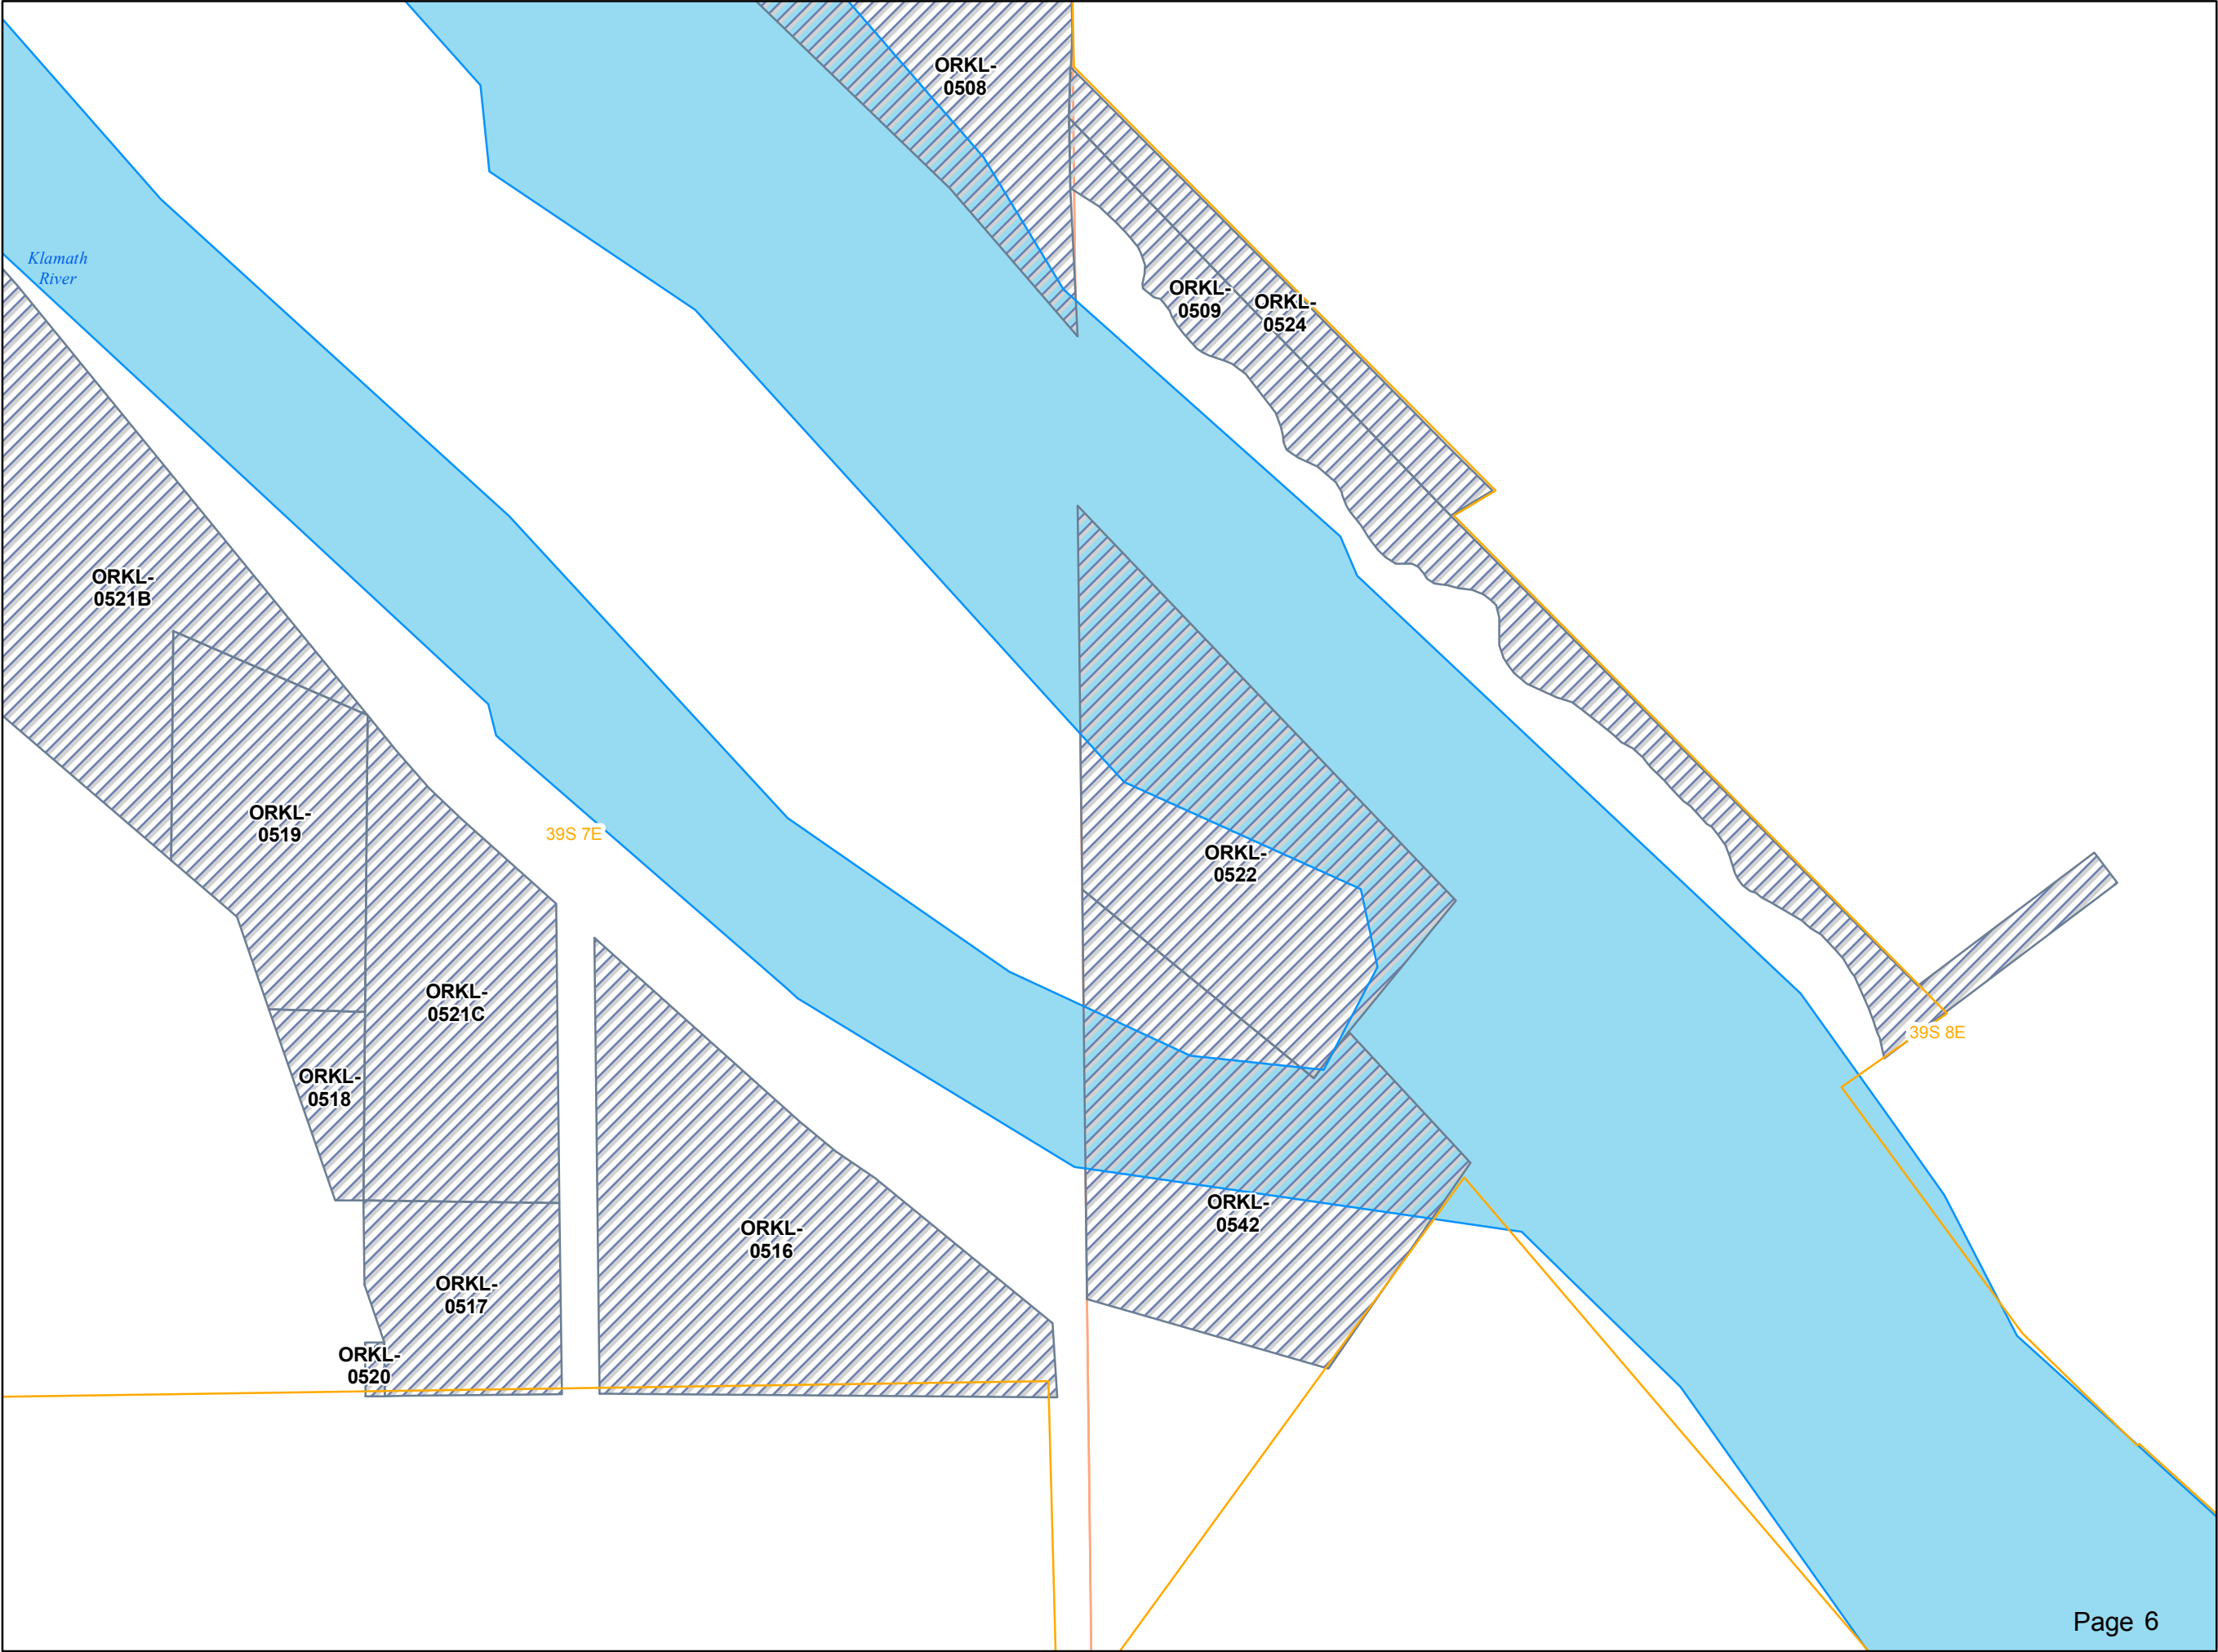 ORKL-
0508
Klamath
River
ORKL-
0509
ORKL-
0524
ORKL-
0521B
ORKL-
0519
39S 7E
ORKL-
0522
ORKL-
0521C
39S 8E
ORKL-
0518
ORKL-
0542
ORKL-
0516
ORKL-
0517
ORKL-
0520
Page 6